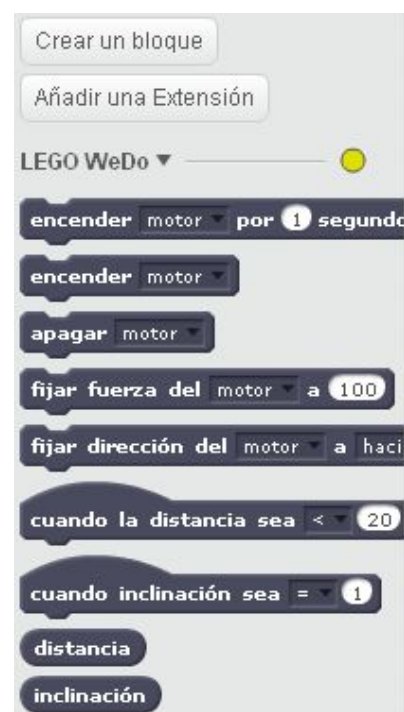 Crear un bloque
Añadir una Extensión
LEGO WeDo
encender motor por 1 segundo
encender motor
apagar motor
fijar fuerza del motor a 100
fijar dirección del motor a haci
cuando la distancia sea < 20
cuando inclinación sea = 1
distancia
inclinación